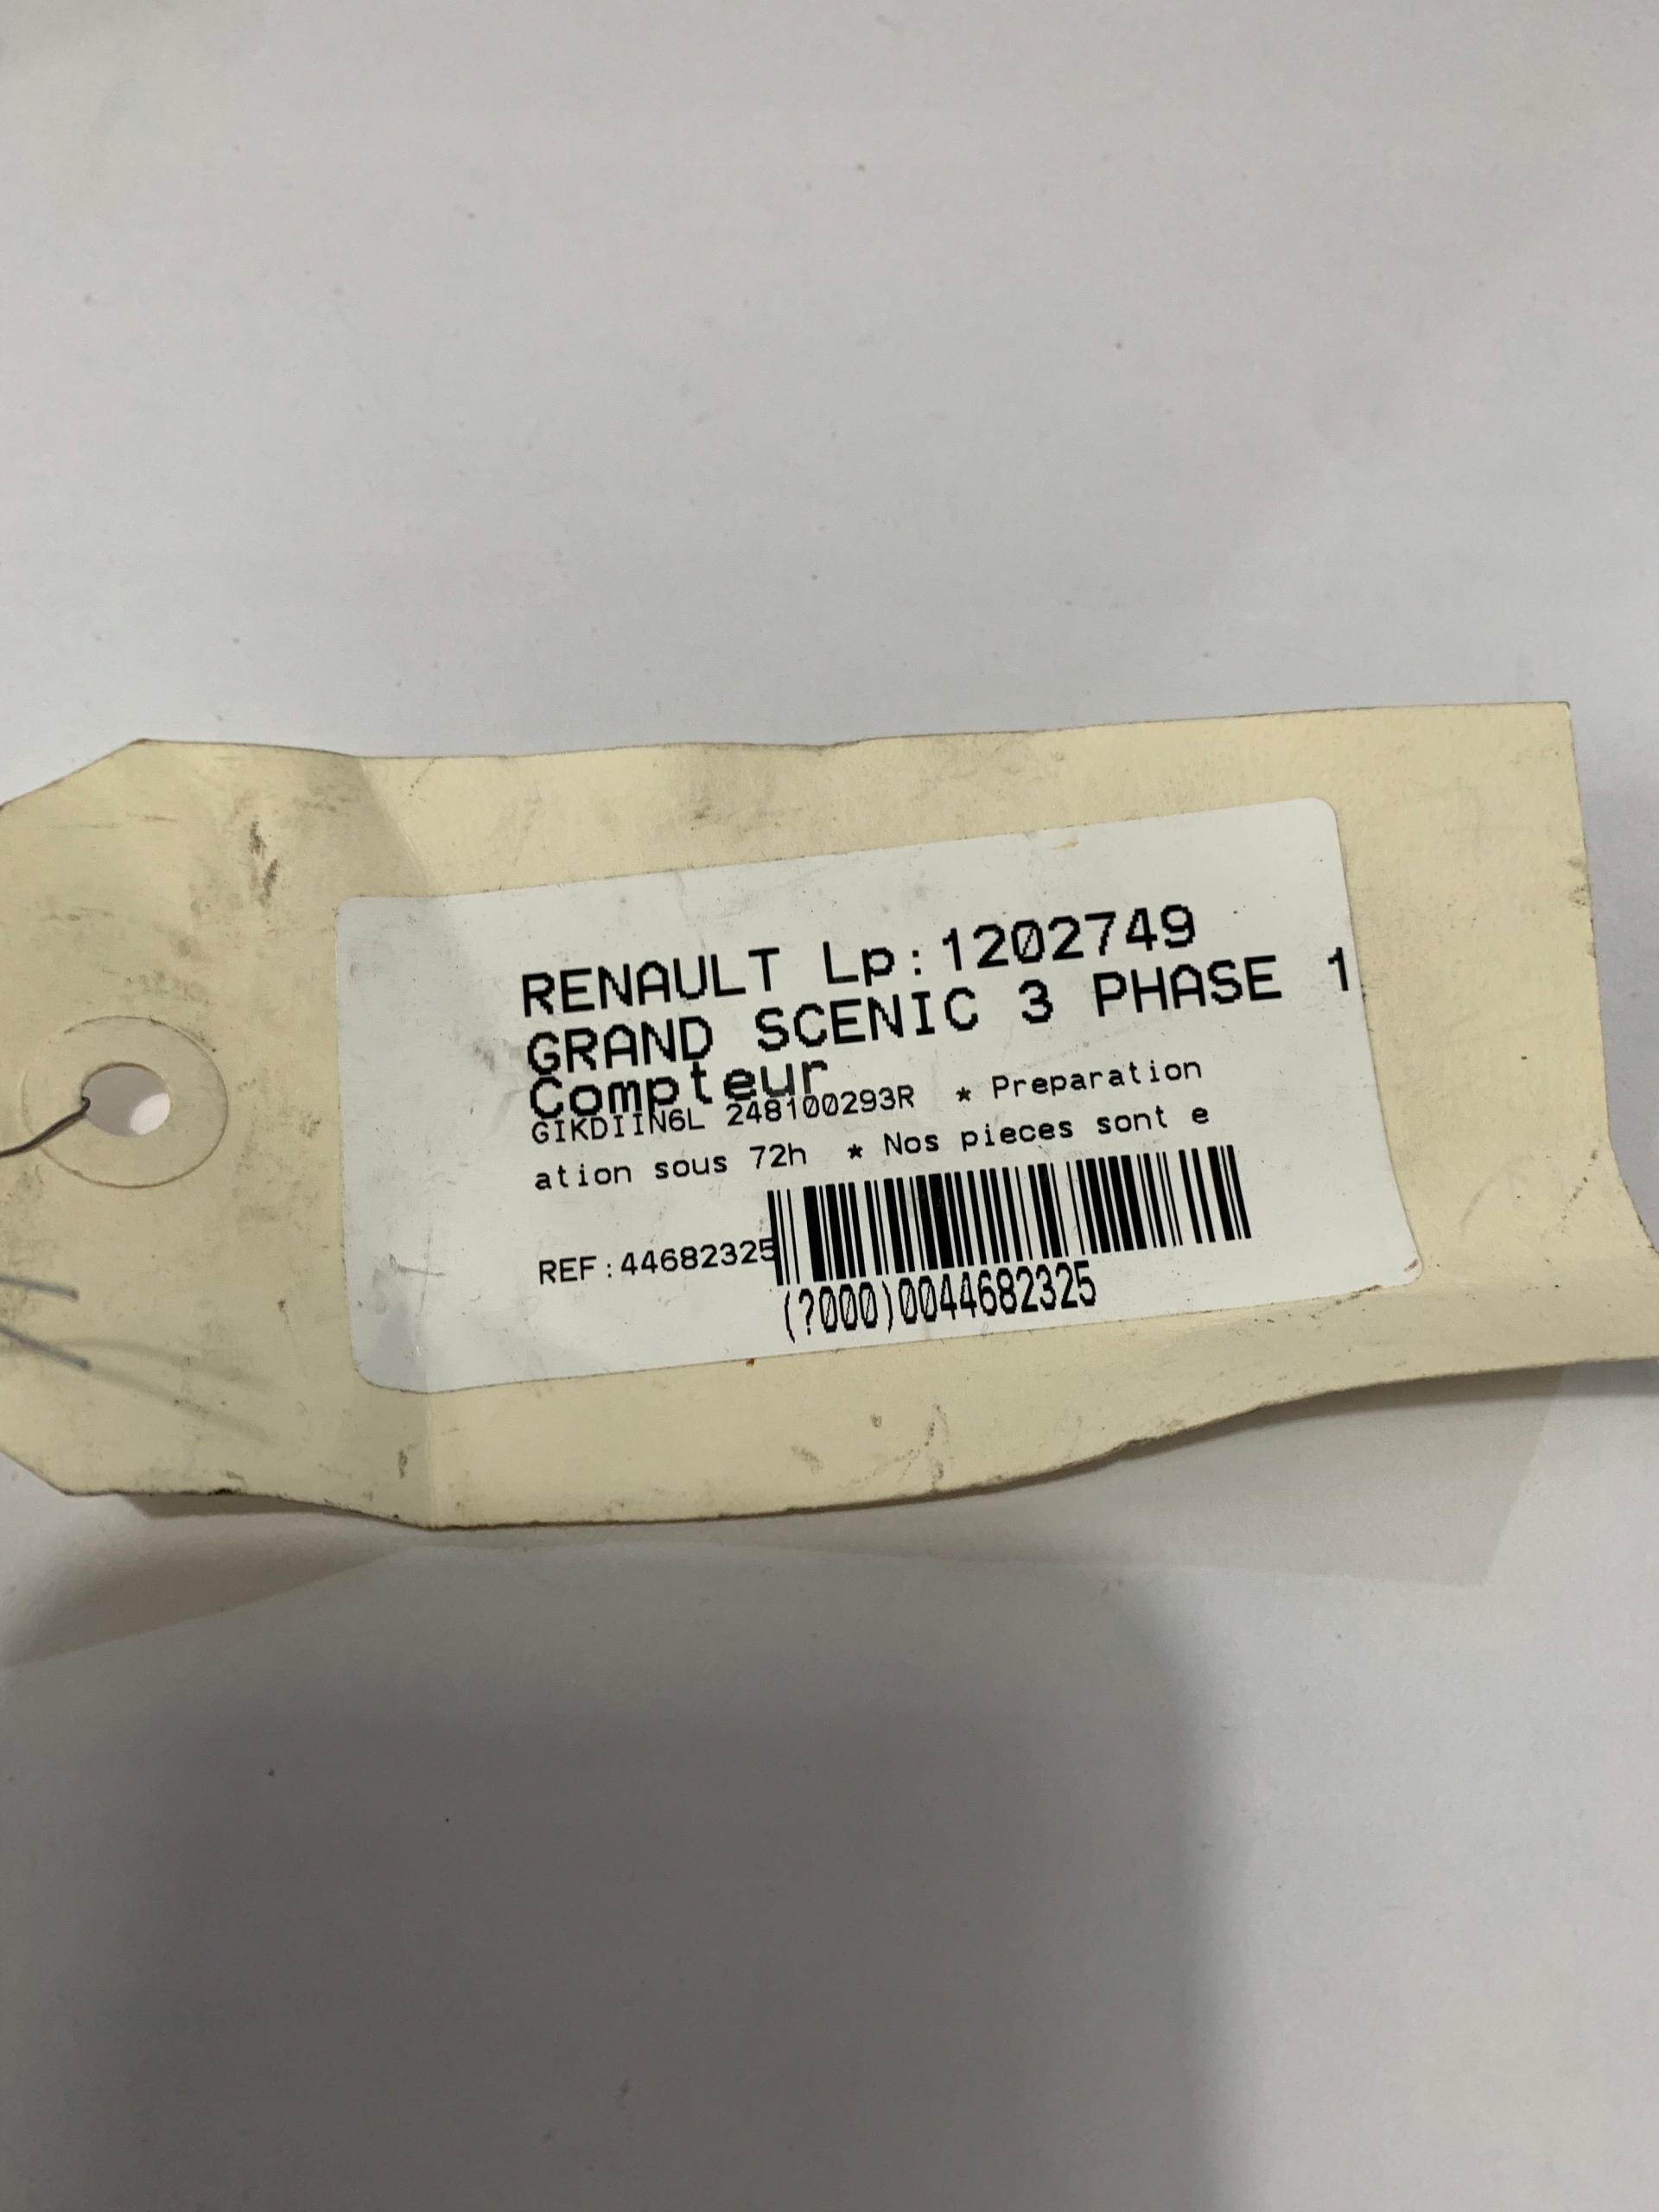 RENAULT Lp:1202749
GRAND SCENIC 3 PHASE 1
Compteur
GIKDIIN6L 248100293R * Preparation
ation sous 72h * Nos pieces sont e
REF:44682325
(?000)0044682325